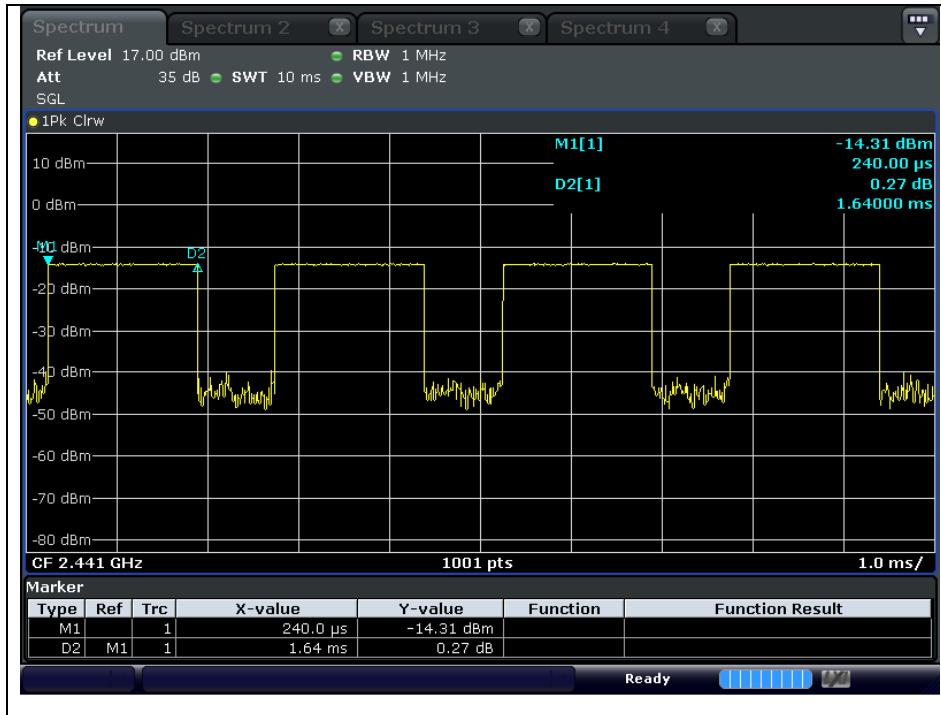 Spectrum Spectrum 2 X Spectrum 3 X Spectrum 4 X
Ref Level 17.00 dBm RBW 1 MHz
Att 35 dB SWT 10 ms VBW 1 MHz
SGL
1Pk Clrw
M1[1] -14.31 dBm
240.00 µs
D2[1] 0.27 dB
1.64000 ms
10 dBm
0 dBm
-10 dBm
M1
D2
-20 dBm
-30 dBm
-40 dBm
-50 dBm
-60 dBm
-70 dBm
-80 dBm
CF 2.441 GHz 1001 pts 1.0 ms/
Marker
Type Ref Trc X-value Y-value Function Function Result
M1 1 240.0 µs -14.31 dBm
D2 M1 1 1.64 ms 0.27 dB
Ready